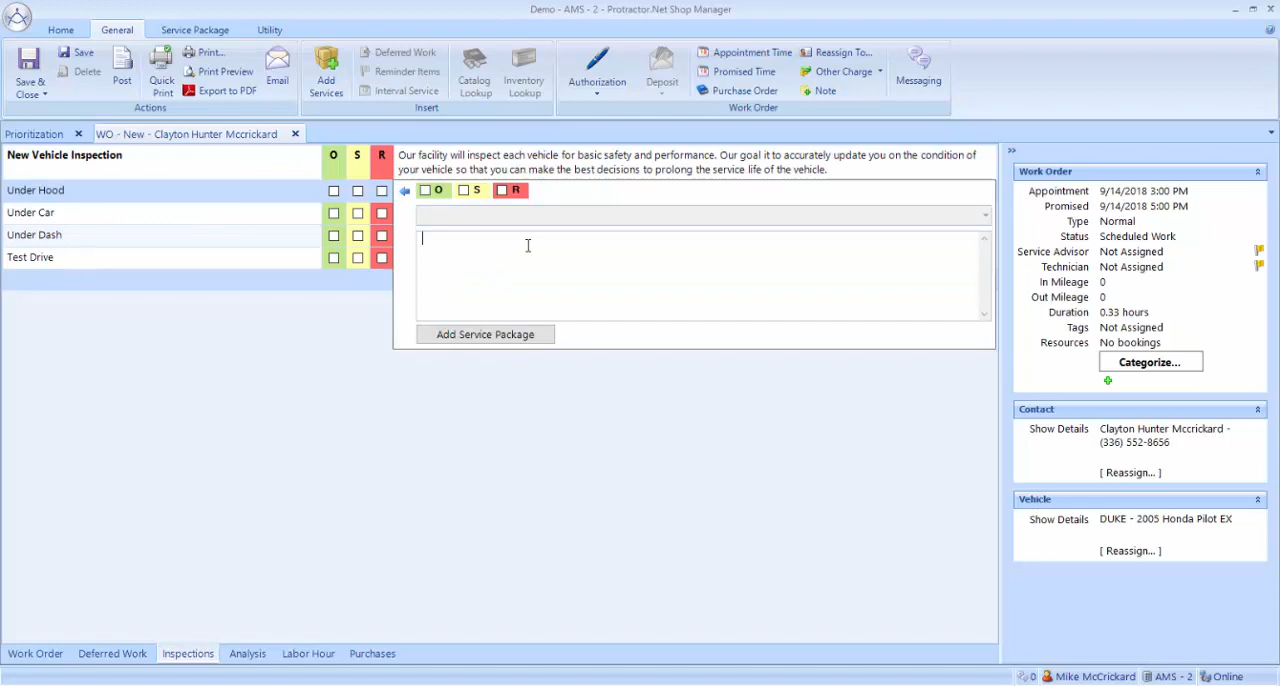 Demo - AMS - 2 - Protractor.Net Shop Manager
Home General Service Package Utility
Save & Close Save Delete Post Quick Print Print... Print Preview Export to PDF Email
Actions
Add Services Deferred Work Reminder Items Interval Service Catalog Lookup Inventory Lookup
Insert
Authorization Deposit Appointment Time Promised Time Purchase Order Reassign To... Other Charge Note Messaging
Work Order
Prioritization WO - New - Clayton Hunter Mccrickard
New Vehicle Inspection O S R
Our facility will inspect each vehicle for basic safety and performance. Our goal it to accurately update you on the condition of
your vehicle so that you can make the best decisions to prolong the service life of the vehicle.
Under Hood
O S R
Under Car
Under Dash
Test Drive
Add Service Package
Work Order
Appointment 9/14/2018 3:00 PM
Promised 9/14/2018 5:00 PM
Type Normal
Status Scheduled Work
Service Advisor Not Assigned
Technician Not Assigned
In Mileage 0
Out Mileage 0
Duration 0.33 hours
Tags Not Assigned
Resources No bookings
Categorize...
Contact
Show Details Clayton Hunter Mccrickard -
(336) 552-8656
[ Reassign... ]
Vehicle
Show Details DUKE - 2005 Honda Pilot EX
[ Reassign... ]
Work Order Deferred Work Inspections Analysis Labor Hour Purchases
0 Mike McCrickard AMS - 2 Online